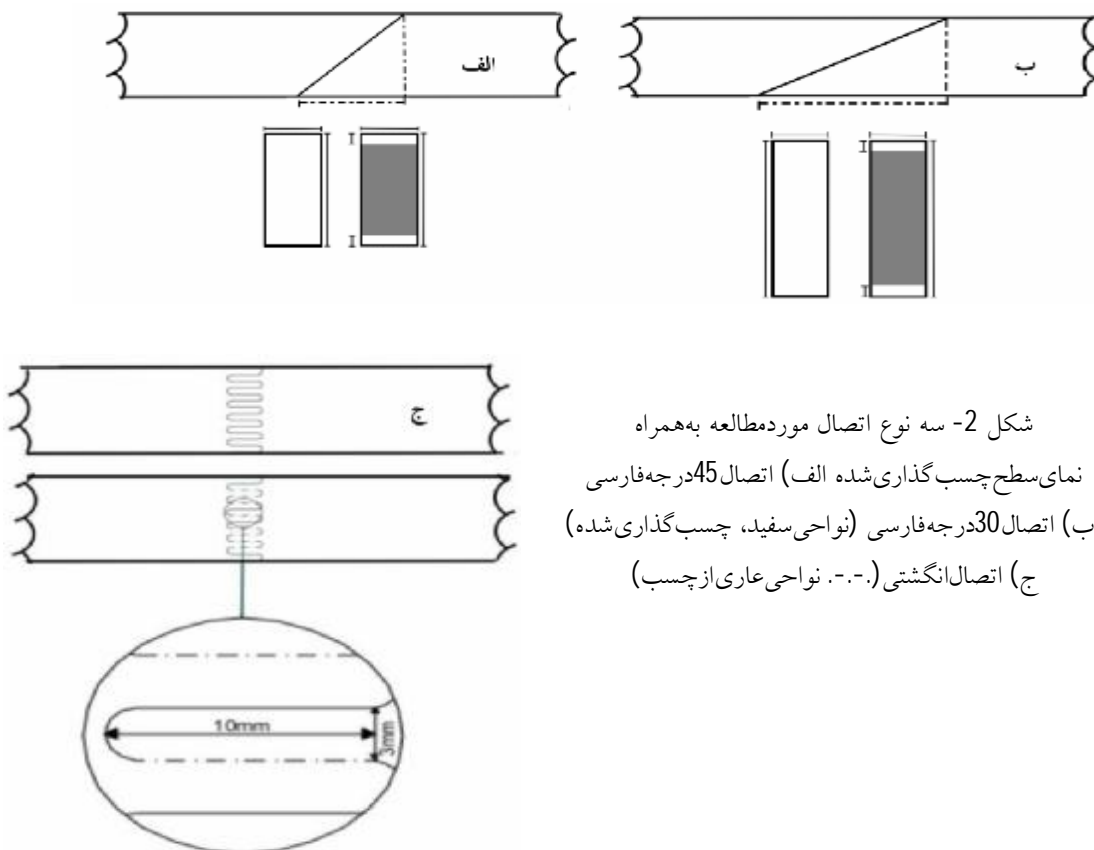 الف
ب
ج
شکل 2- سه نوع اتصال موردمطالعه به‌همراه
نمای‌سطح‌چسب‌گذاری‌شده الف) اتصال45درجه‌فارسی
ب) اتصال30درجه‌فارسی (نواحی‌سفید، چسب‌گذاری‌شده)
ج) اتصال‌انگشتی (.-.-. نواحی‌عاری‌ازچسب)
10mm
3mm